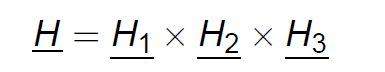 H = H1 × H2 × H3